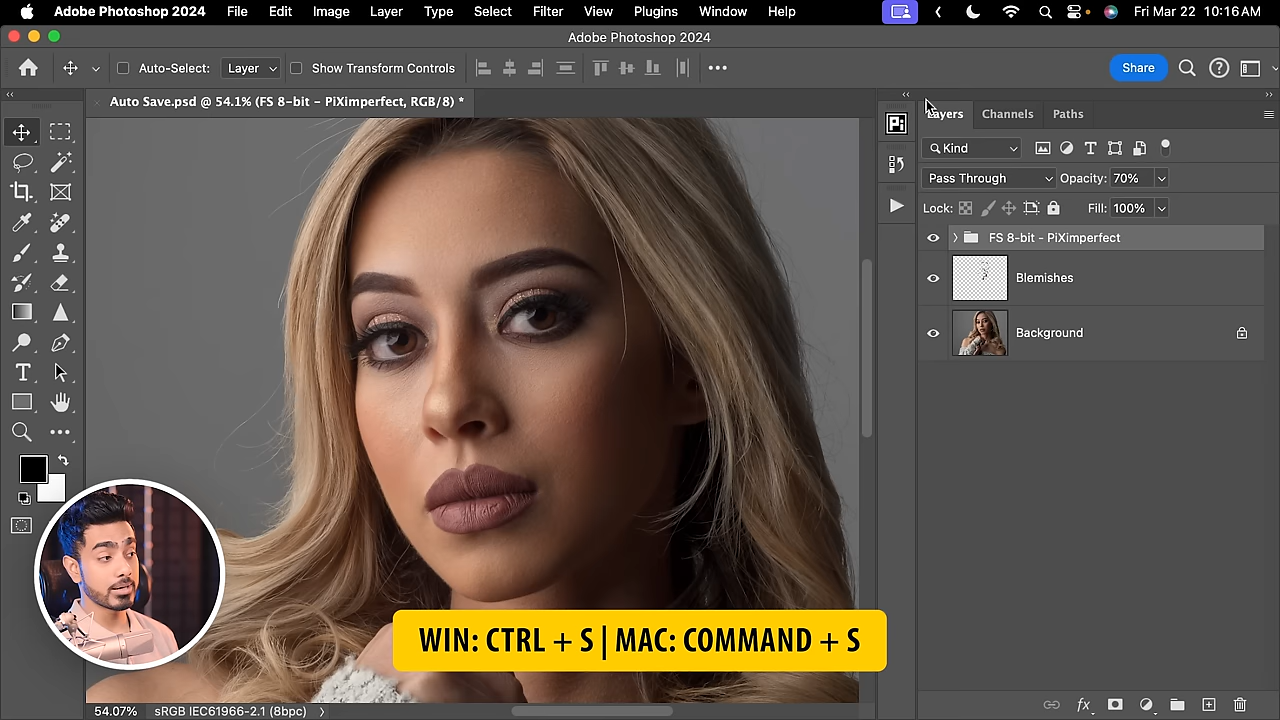 Adobe Photoshop 2024 File Edit Image Layer Type Select Filter View Plugins Window Help Fri Mar 22 10:16 AM
Adobe Photoshop 2024
Auto-Select: Layer Show Transform Controls Share
Auto Save.psd @ 54.1% (FS 8-bit - PiXimperfect, RGB/8) *
Pi
Layers Channels Paths
Kind
Pass Through Opacity: 70%
Lock: Fill: 100%
FS 8-bit - PiXimperfect
Blemishes
Background
WIN: CTRL + S | MAC: COMMAND + S
54.07% sRGB IEC61966-2.1 (8bpc)
fx